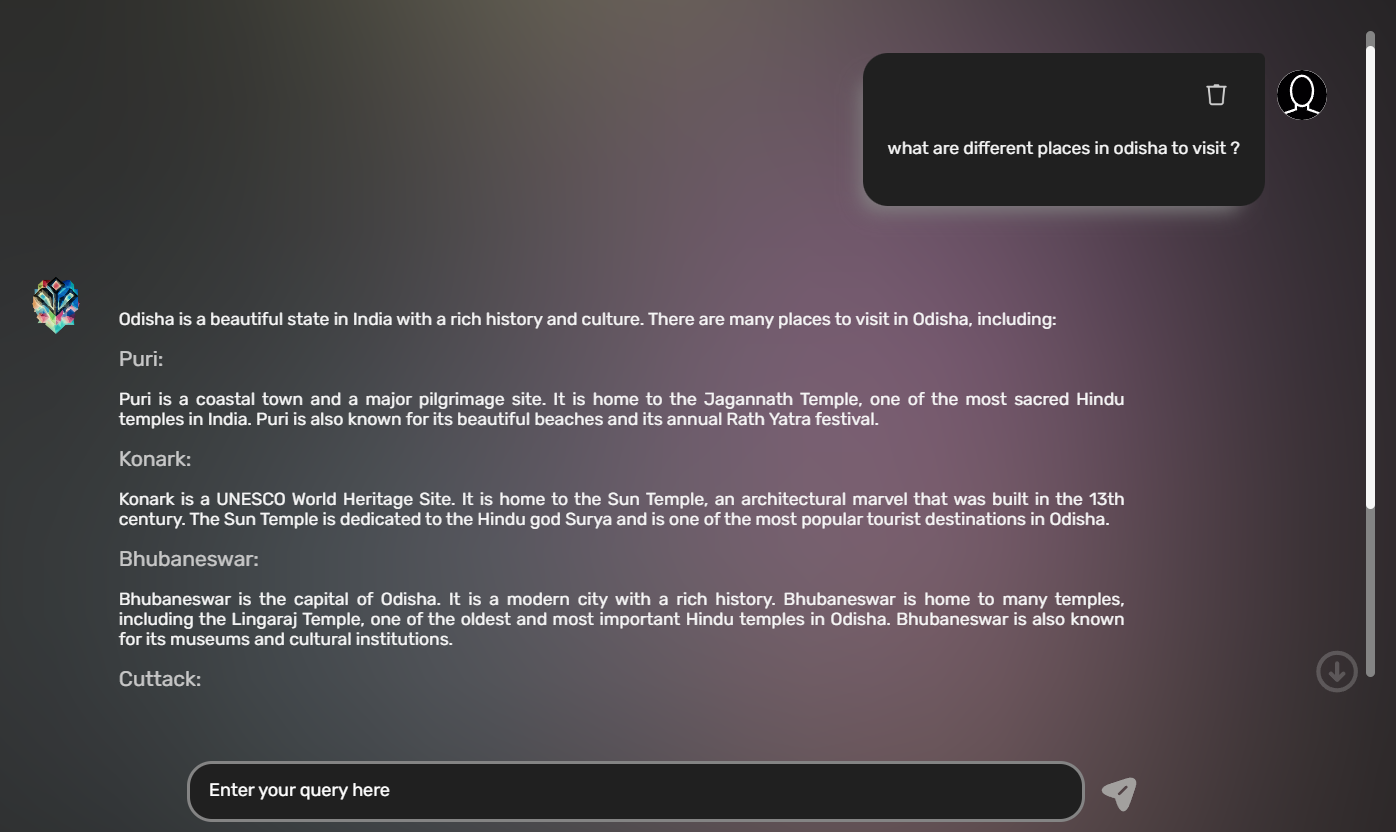 what are different places in odisha to visit ?
Odisha is a beautiful state in India with a rich history and culture. There are many places to visit in Odisha, including:
Puri:
Puri is a coastal town and a major pilgrimage site. It is home to the Jagannath Temple, one of the most sacred Hindu
temples in India. Puri is also known for its beautiful beaches and its annual Rath Yatra festival.
Konark:
Konark is a UNESCO World Heritage Site. It is home to the Sun Temple, an architectural marvel that was built in the 13th
century. The Sun Temple is dedicated to the Hindu god Surya and is one of the most popular tourist destinations in Odisha.
Bhubaneswar:
Bhubaneswar is the capital of Odisha. It is a modern city with a rich history. Bhubaneswar is home to many temples,
including the Lingaraj Temple, one of the oldest and most important Hindu temples in Odisha. Bhubaneswar is also known
for its museums and cultural institutions.
Cuttack:
Enter your query here